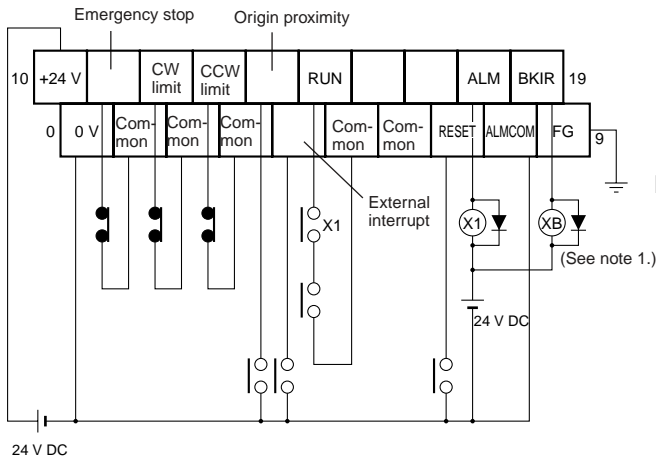 Emergency stop
Origin proximity
10 +24 V CW limit CCW limit RUN ALM BKIR 19
0 0 V Com-mon Com-mon Com-mon Com-mon Com-mon RESET ALMCOM FG 9
External
interrupt
X1
X1
XB
(See note 1.)
24 V DC
24 V DC